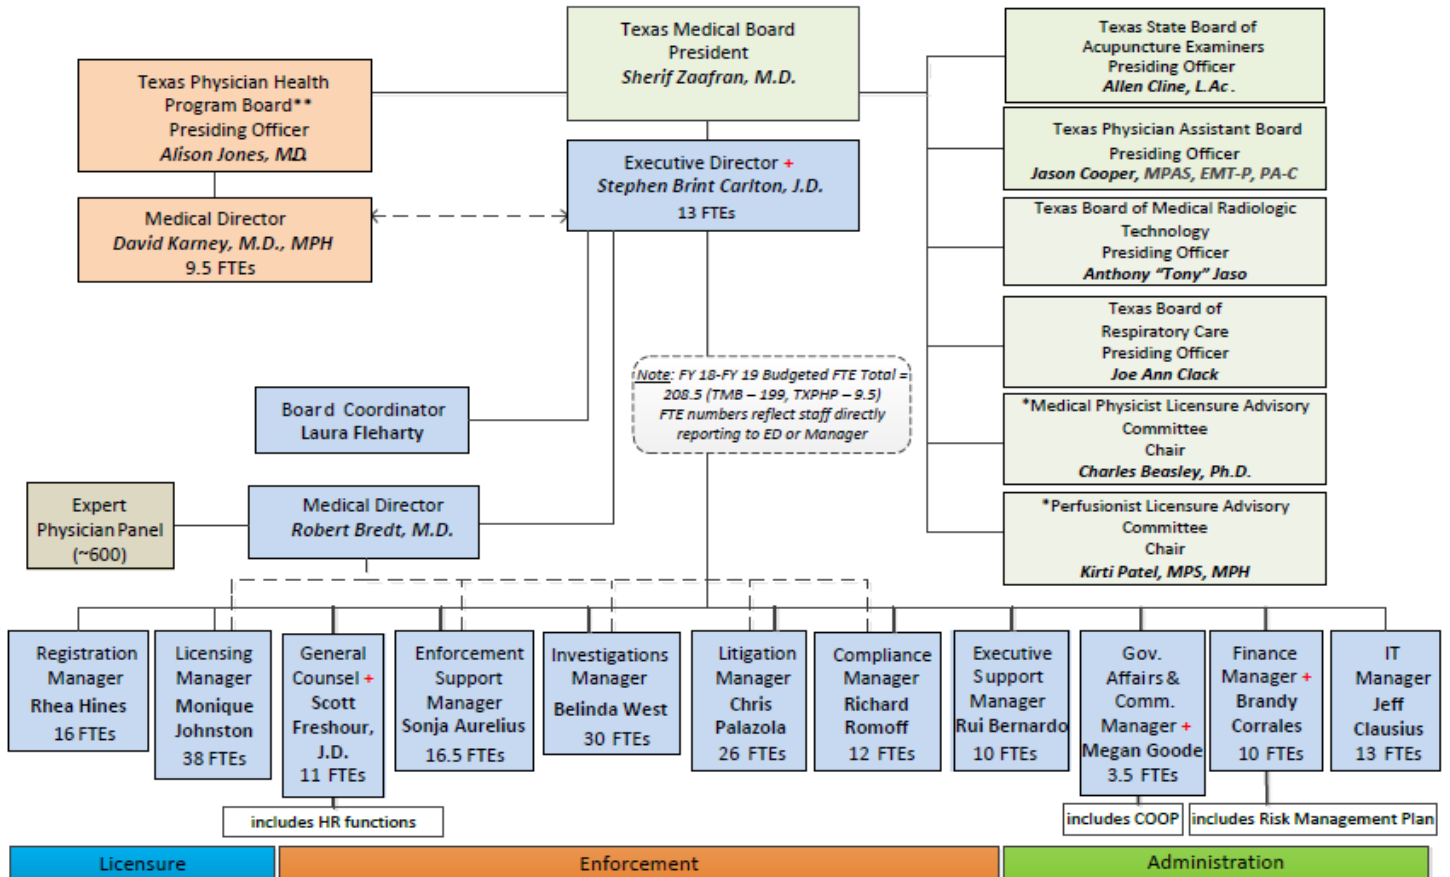 Texas Medical Board
President
Sherif Zaafran, M.D.
Texas Physician Health
Program Board**
Presiding Officer
Alison Jones, M.D.
Medical Director
David Karney, M.D., MPH
9.5 FTEs
Executive Director +
Stephen Brint Carlton, J.D.
13 FTEs
Texas State Board of
Acupuncture Examiners
Presiding Officer
Allen Cline, L.Ac.
Texas Physician Assistant Board
Presiding Officer
Jason Cooper, MPAS, EMT-P, PA-C
Texas Board of Medical Radiologic
Technology
Presiding Officer
Anthony “Tony” Jaso
Texas Board of
Respiratory Care
Presiding Officer
Joe Ann Clack
*Medical Physicist Licensure Advisory
Committee
Chair
Charles Beasley, Ph.D.
*Perfusionist Licensure Advisory
Committee
Chair
Kirti Patel, MPS, MPH
Note: FY 18-FY 19 Budgeted FTE Total =
208.5 (TMB – 199, TXPHP – 9.5)
FTE numbers reflect staff directly
reporting to ED or Manager
Board Coordinator
Laura Fleharty
Expert
Physician Panel
(~600)
Medical Director
Robert Bredt, M.D.
Registration
Manager
Rhea Hines
16 FTEs
Licensing
Manager
Monique
Johnston
38 FTEs
General
Counsel +
Scott
Freshour,
J.D.
11 FTEs
Enforcement
Support
Manager
Sonja Aurelius
16.5 FTEs
Investigations
Manager
Belinda West
30 FTEs
Litigation
Manager
Chris
Palazola
26 FTEs
Compliance
Manager
Richard
Romoff
12 FTEs
Executive
Support
Manager
Rui Bernardo
10 FTEs
Gov.
Affairs &
Comm.
Manager +
Megan Goode
3.5 FTEs
Finance
Manager +
Brandy
Corrales
10 FTEs
IT
Manager
Jeff
Clausius
13 FTEs
includes HR functions
includes COOP
includes Risk Management Plan
Licensure
Enforcement
Administration